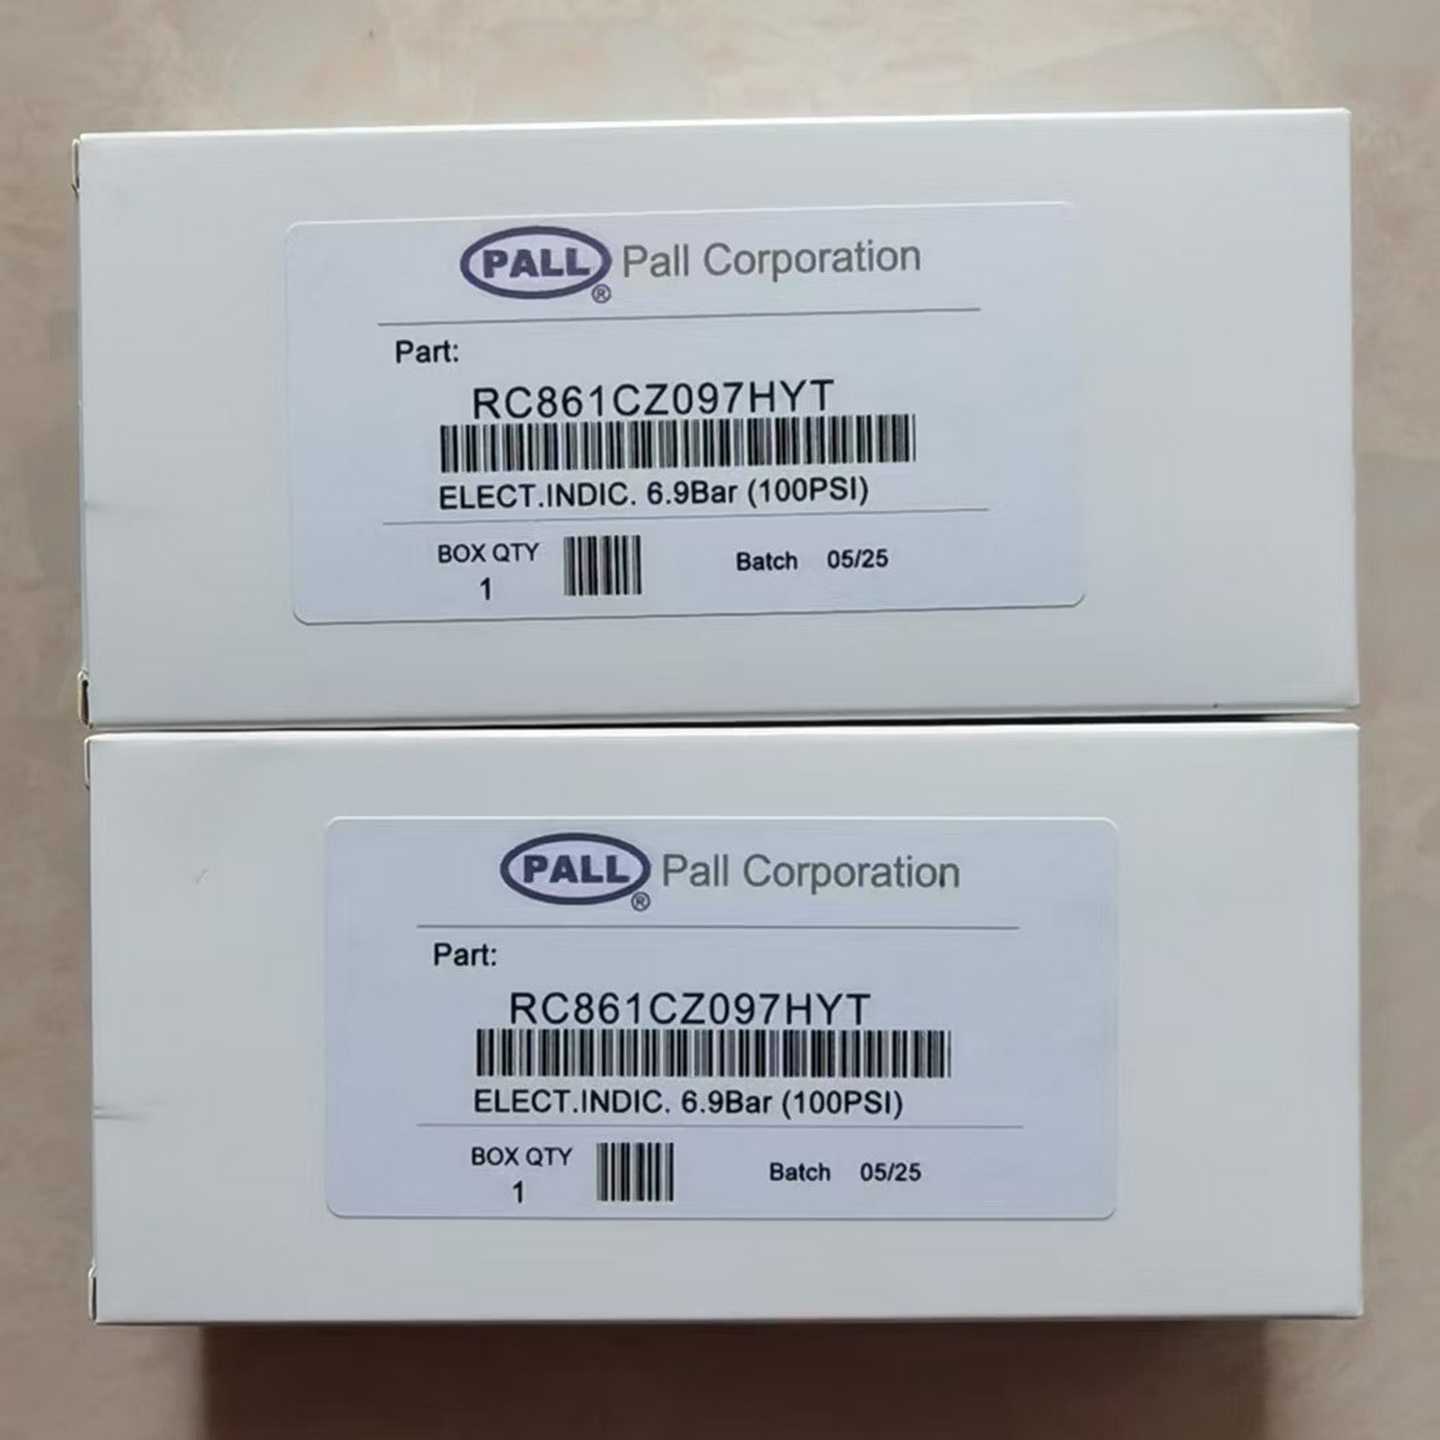 PALL® Pall Corporation
Part:
RC861CZ097HYT
ELECT.INDIC. 6.9Bar (100PSI)
BOX QTY Batch 05/25
1
PALL® Pall Corporation
Part:
RC861CZ097HYT
ELECT.INDIC. 6.9Bar (100PSI)
BOX QTY Batch 05/25
1